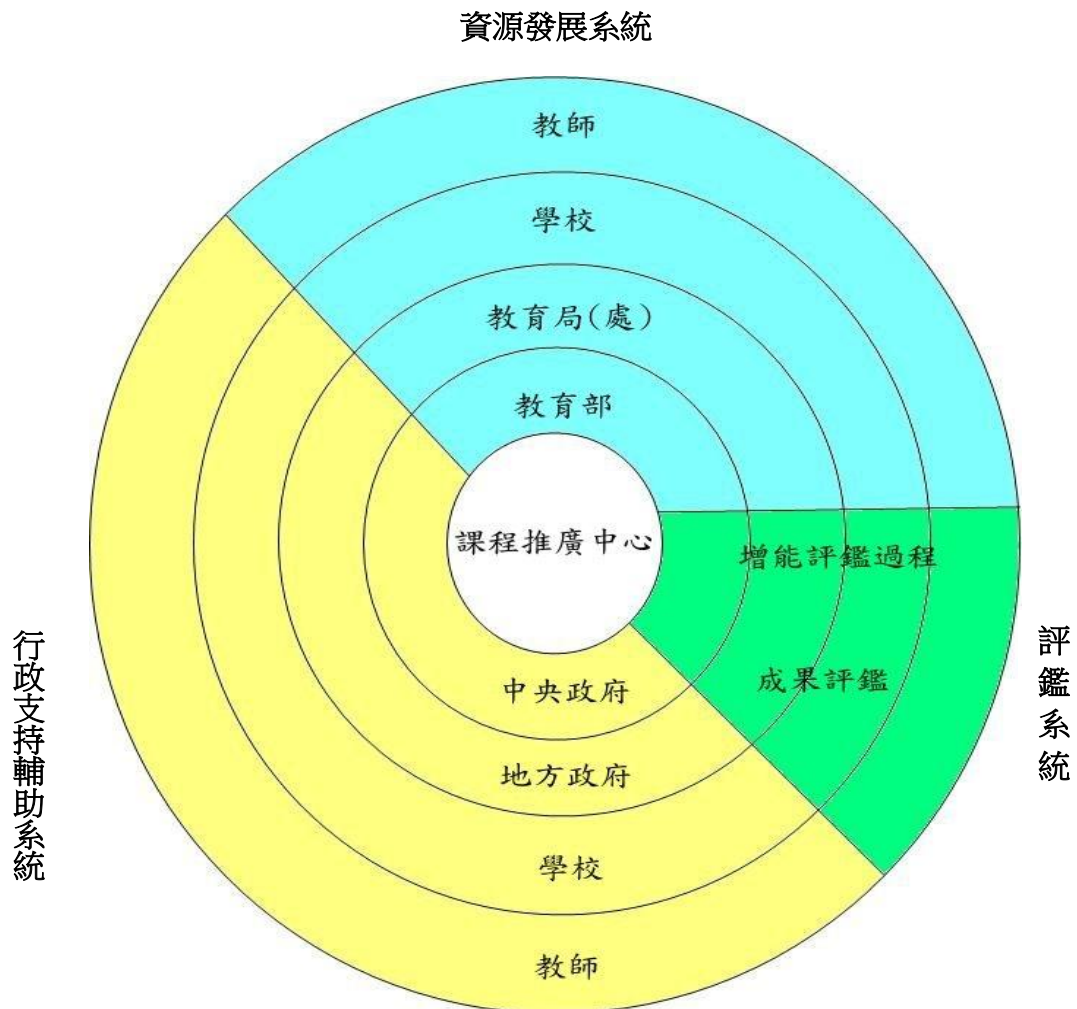 資源發展系統
教師
學校
教育局(處)
教育部
課程推廣中心
增能評鑑過程
成果評鑑
評鑑系統
行政支持輔助系統
中央政府
地方政府
學校
教師